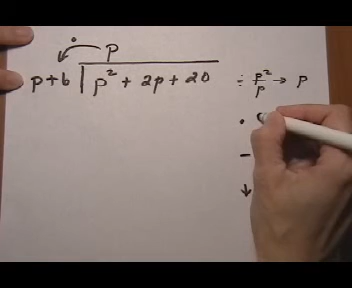 p
p+6 | p² + 2p + 20 ÷ p²/p → p
·
−
↓